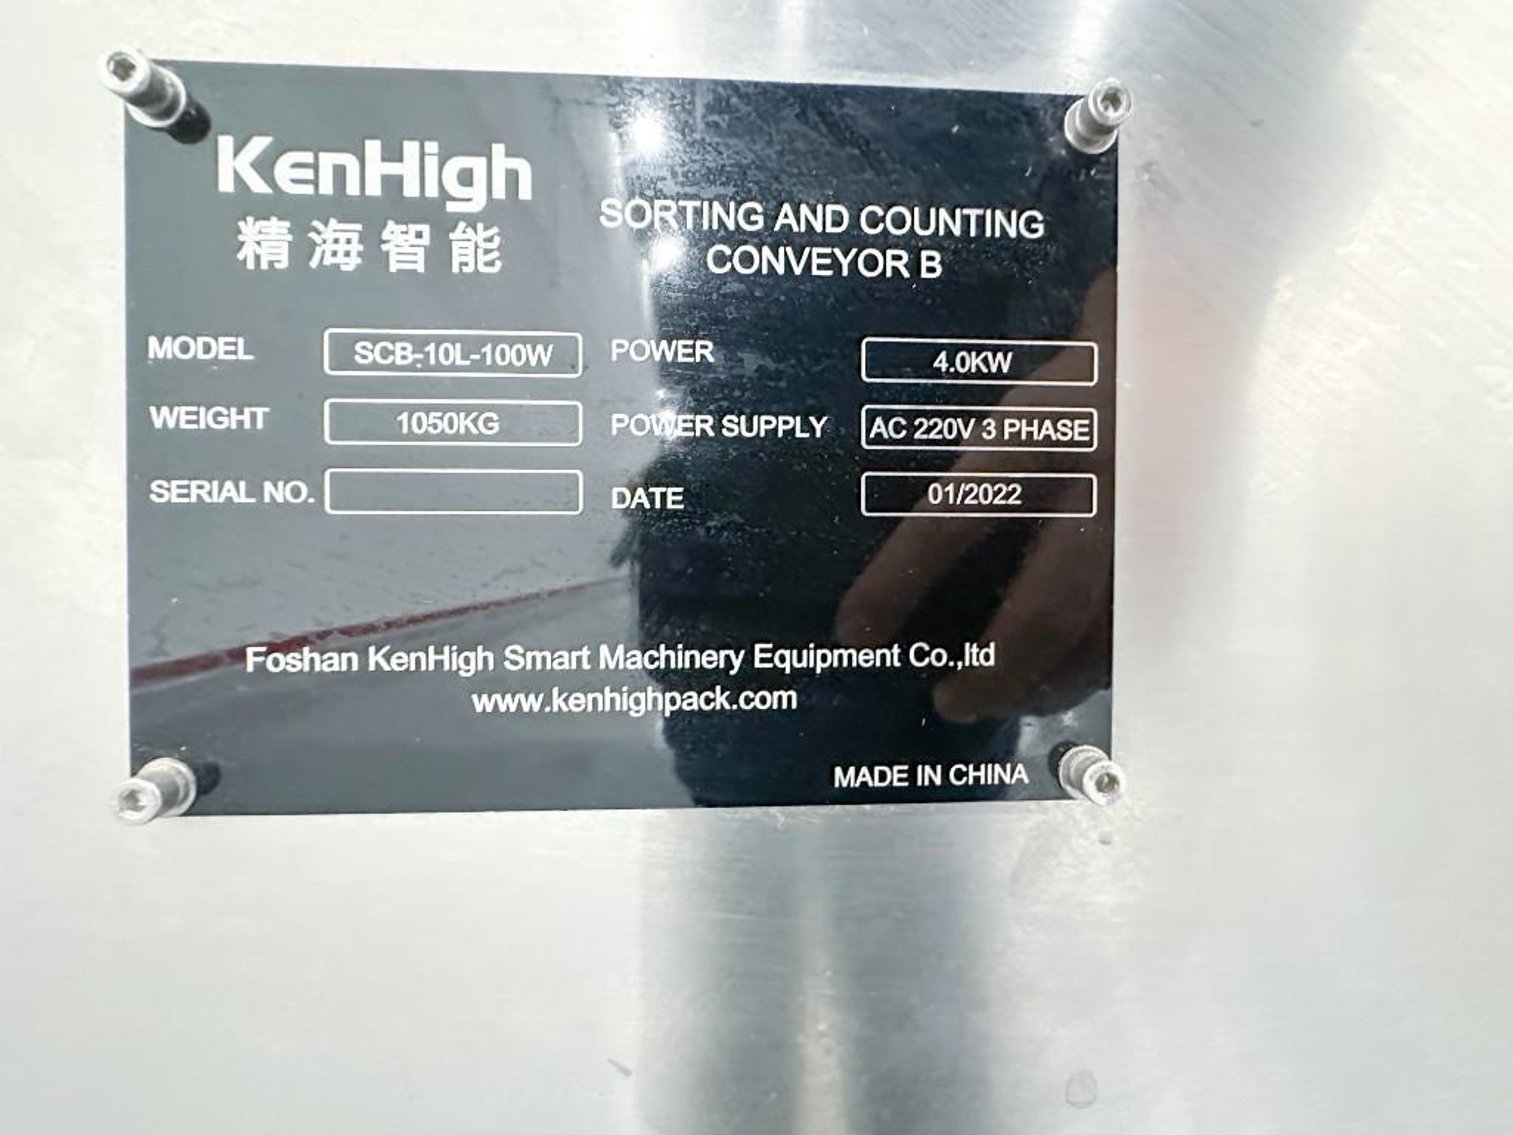 KenHigh
精海智能
SORTING AND COUNTING
CONVEYOR B
MODEL SCB-10L-100W POWER 4.0KW
WEIGHT 1050KG POWER SUPPLY AC 220V 3 PHASE
SERIAL NO. DATE 01/2022
Foshan KenHigh Smart Machinery Equipment Co.,ltd
www.kenhighpack.com
MADE IN CHINA